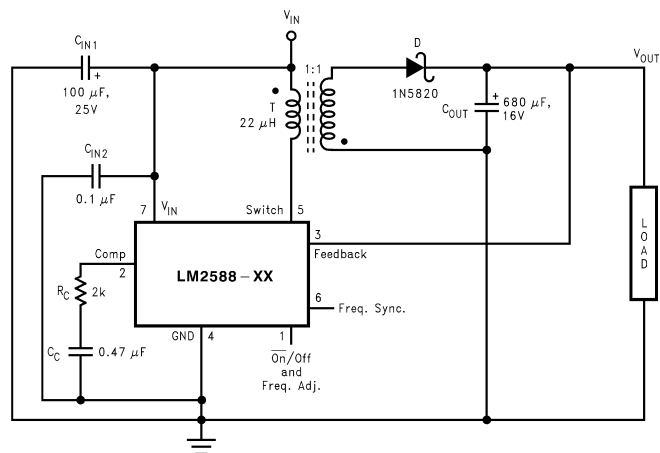 V_IN
C_IN1
+
100 μF,
25V
1:1
D
1N5820
V_OUT
T
22 μH
+
C_OUT
680 μF,
16V
C_IN2
0.1 μF
7 V_IN
Switch 5
L
O
A
D
Comp
2
3
Feedback
LM2588-XX
R_C 2k
6 Freq. Sync.
GND 4
1
C_C 0.47 μF
On/Off
and
Freq. Adj.